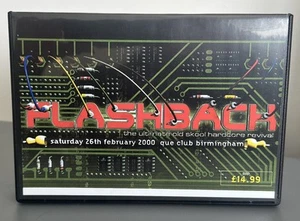 FLASHBACK
the ultimate old skool hardcore revival
saturday 26th february 2000 que club birmingham
£14.99